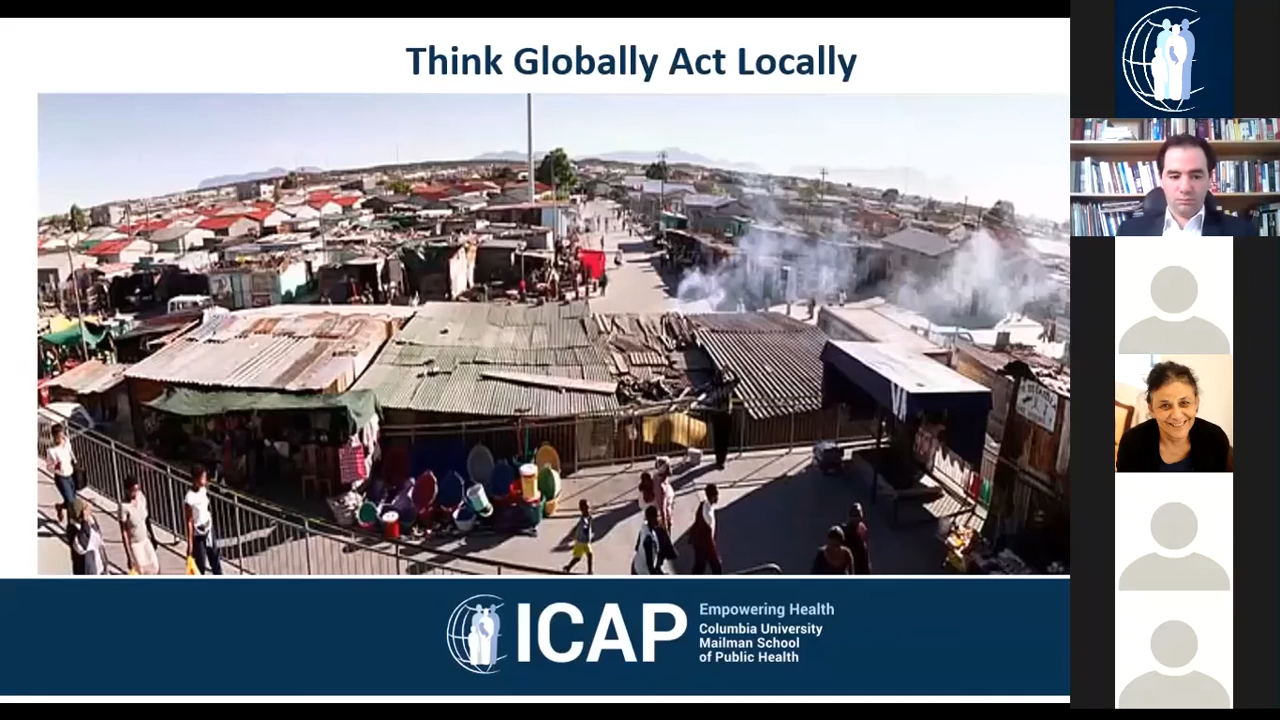 Think Globally Act Locally
ICAP
Empowering Health
Columbia University
Mailman School
of Public Health